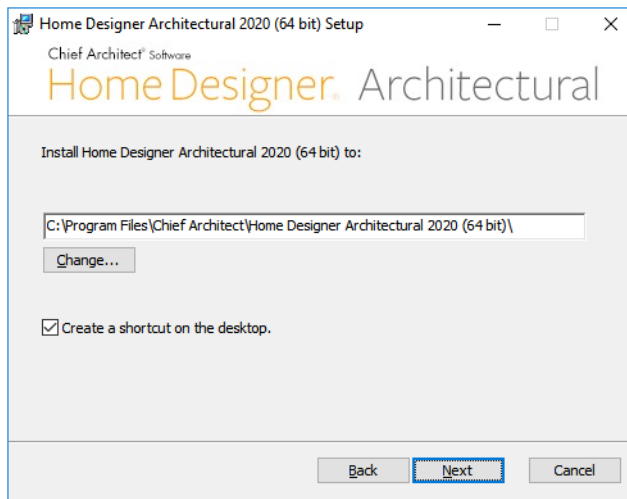 Home Designer Architectural 2020 (64 bit) Setup
Chief Architect® Software
Home Designer® Architectural
Install Home Designer Architectural 2020 (64 bit) to:
C:\Program Files\Chief Architect\Home Designer Architectural 2020 (64 bit)\
Change...
Create a shortcut on the desktop.
Back Next Cancel